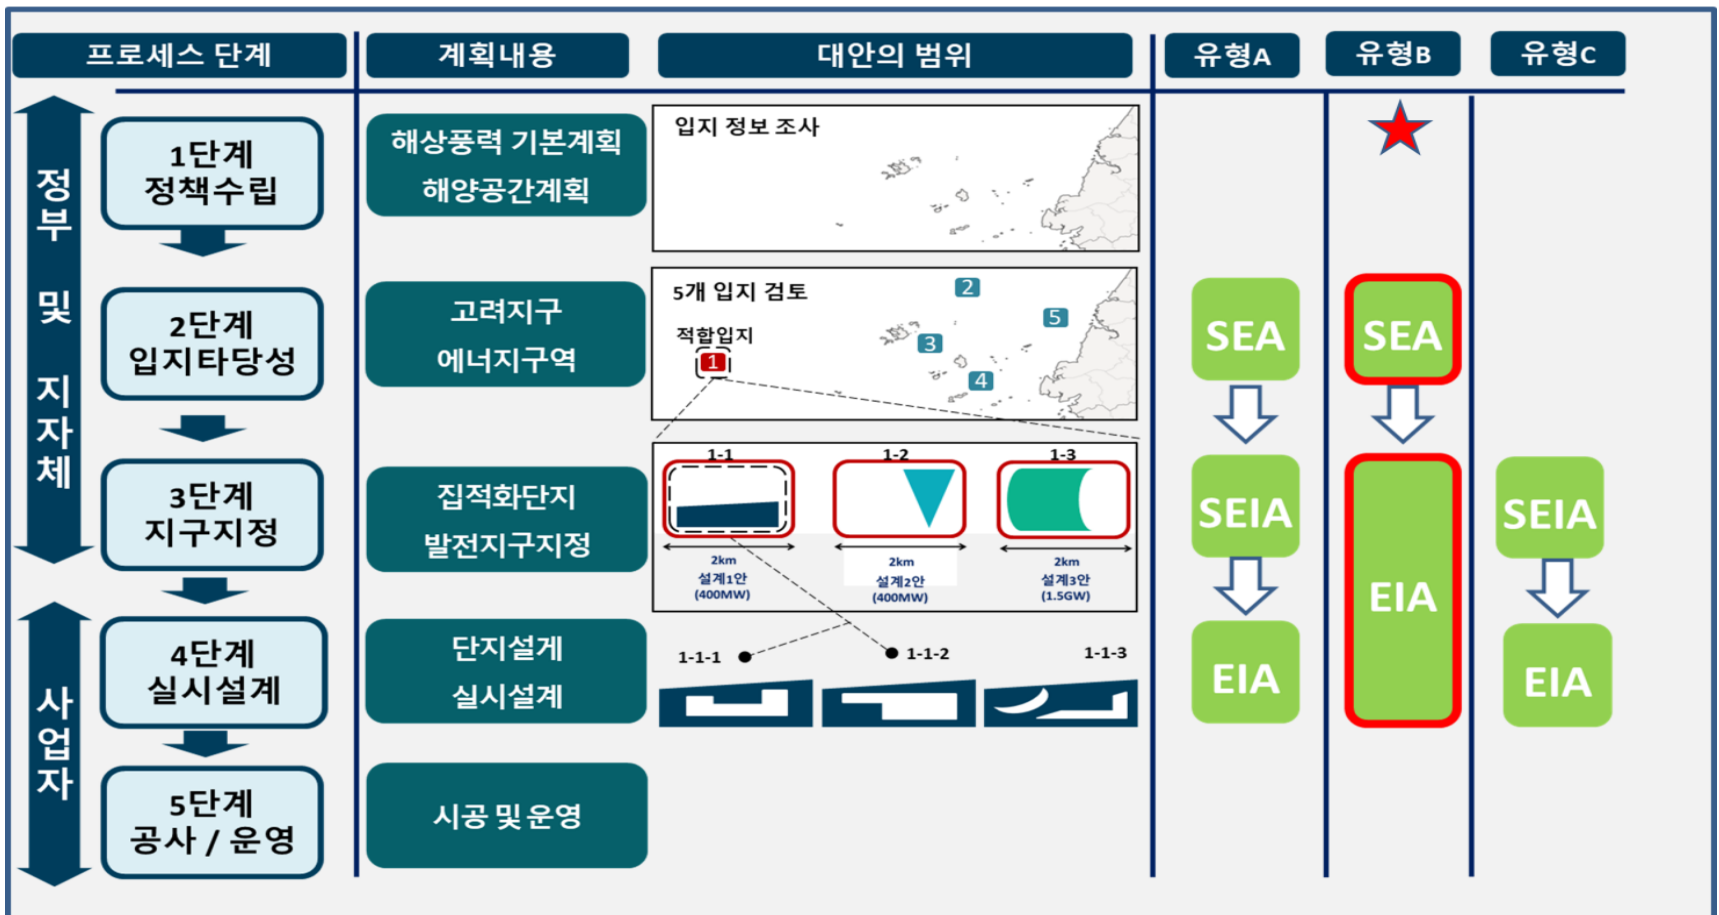 프로세스 단계
계획내용
대안의 범위
유형A
유형B
유형C
정부 및 지자체
1단계
정책수립
해상풍력 기본계획
해양공간계획
입지 정보 조사
2단계
입지타당성
고려지구
에너지구역
5개 입지 검토
적합입지
1
2
3
4
5
SEA
SEA
3단계
지구지정
집적화단지
발전지구지정
1-1
1-2
1-3
2km
설계1안
(400MW)
2km
설계2안
(400MW)
2km
설계3안
(1.5GW)
SEIA
EIA
SEIA
사업자
4단계
실시설계
단지설게
실시설계
1-1-1
1-1-2
1-1-3
EIA
EIA
5단계
공사 / 운영
시공 및 운영